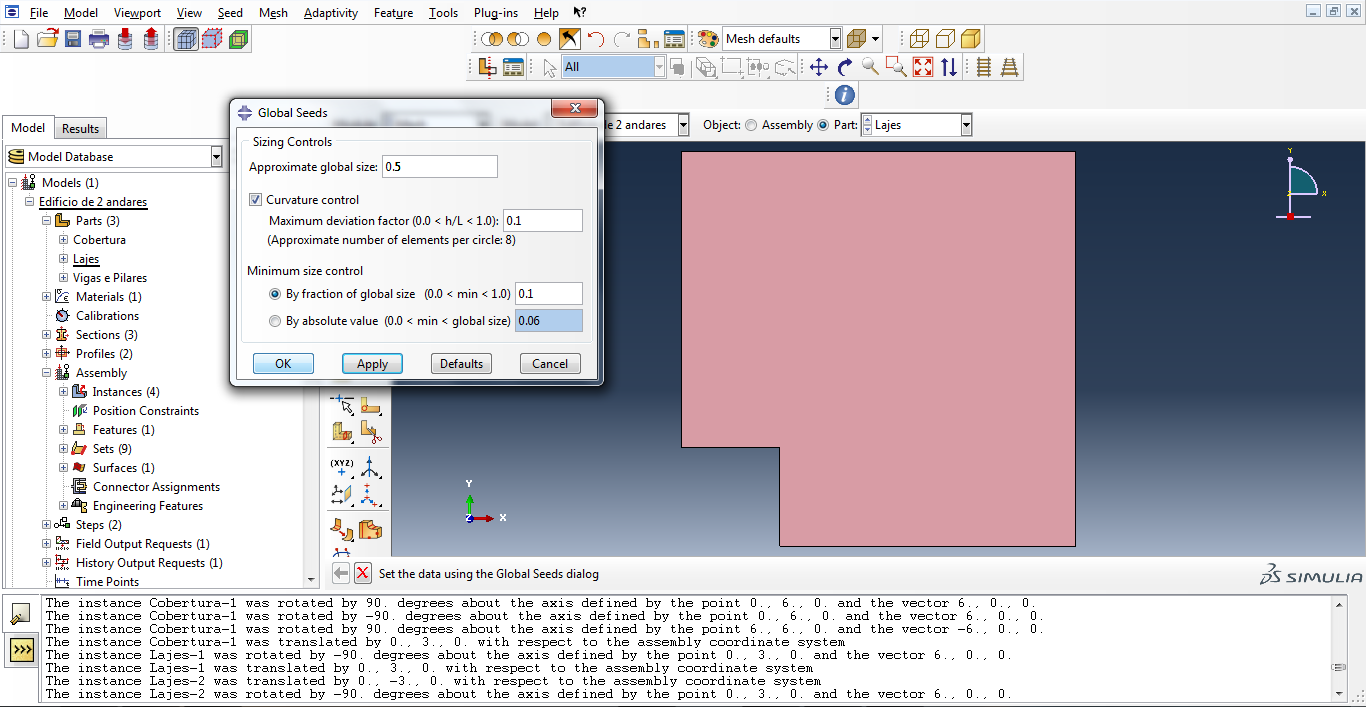 File Model Viewport View Seed Mesh Adaptivity Feature Tools Plug-ins Help
Mesh defaults
All
Model Results
Model Database
Models (1)
Edificio de 2 andares
Parts (3)
Cobertura
Lajes
Vigas e Pilares
Materials (1)
Calibrations
Sections (3)
Profiles (2)
Assembly
Instances (4)
Position Constraints
Features (1)
Sets (9)
Surfaces (1)
Connector Assignments
Engineering Features
Steps (2)
Field Output Requests (1)
History Output Requests (1)
Time Points
Global Seeds
Sizing Controls
Approximate global size: 0.5
Curvature control
Maximum deviation factor (0.0 < h/L < 1.0): 0.1
(Approximate number of elements per circle: 8)
Minimum size control
By fraction of global size (0.0 < min < 1.0) 0.1
By absolute value (0.0 < min < global size) 0.06
OK Apply Defaults Cancel
2 andares Object: Assembly Part: Lajes
Y
X
(XYZ)
Y
Z X
Set the data using the Global Seeds dialog
SIMULIA
The instance Cobertura-1 was rotated by 90. degrees about the axis defined by the point 0., 6., 0. and the vector 6., 0., 0.
The instance Cobertura-1 was rotated by -90. degrees about the axis defined by the point 0., 6., 0. and the vector 6., 0., 0.
The instance Cobertura-1 was rotated by 90. degrees about the axis defined by the point 6., 6., 0. and the vector -6., 0., 0.
The instance Cobertura-1 was translated by 0., 3., 0. with respect to the assembly coordinate system
The instance Lajes-1 was rotated by -90. degrees about the axis defined by the point 0., 3., 0. and the vector 6., 0., 0.
The instance Lajes-1 was translated by 0., 3., 0. with respect to the assembly coordinate system
The instance Lajes-2 was translated by 0., -3., 0. with respect to the assembly coordinate system
The instance Lajes-2 was rotated by -90. degrees about the axis defined by the point 0., 3., 0. and the vector 6., 0., 0.